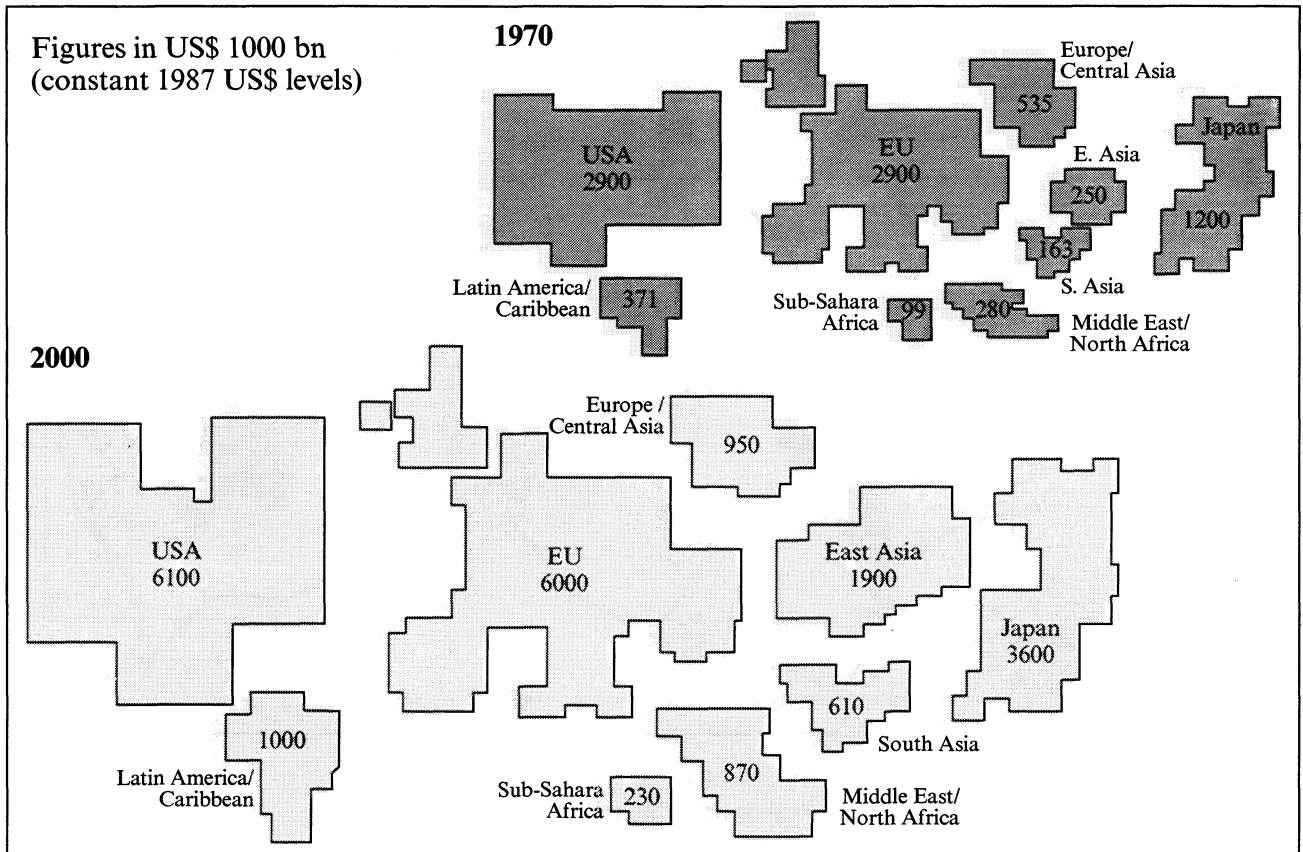 Figures in US$ 1000 bn
(constant 1987 US$ levels)
1970
USA
2900
EU
2900
Europe/
Central Asia
535
Japan
1200
E. Asia
250
163
S. Asia
Latin America/
Caribbean
371
Sub-Sahara
Africa
99
280
Middle East/
North Africa
2000
USA
6100
EU
6000
Europe /
Central Asia
950
East Asia
1900
Japan
3600
610
South Asia
1000
Latin America/
Caribbean
Sub-Sahara
Africa
230
870
Middle East/
North Africa